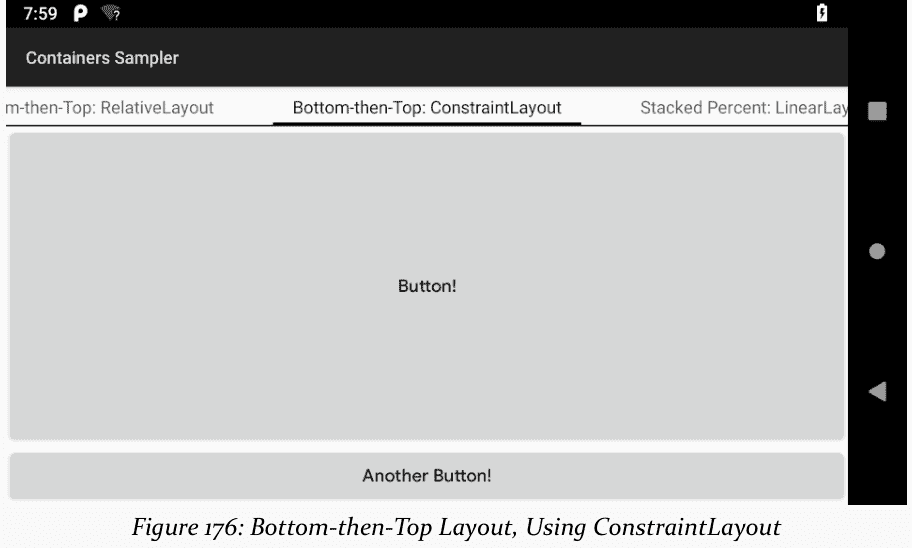 7:59
Containers Sampler
m-then-Top: RelativeLayout Bottom-then-Top: ConstraintLayout Stacked Percent: LinearLay
Button!
Another Button!
Figure 176: Bottom-then-Top Layout, Using ConstraintLayout